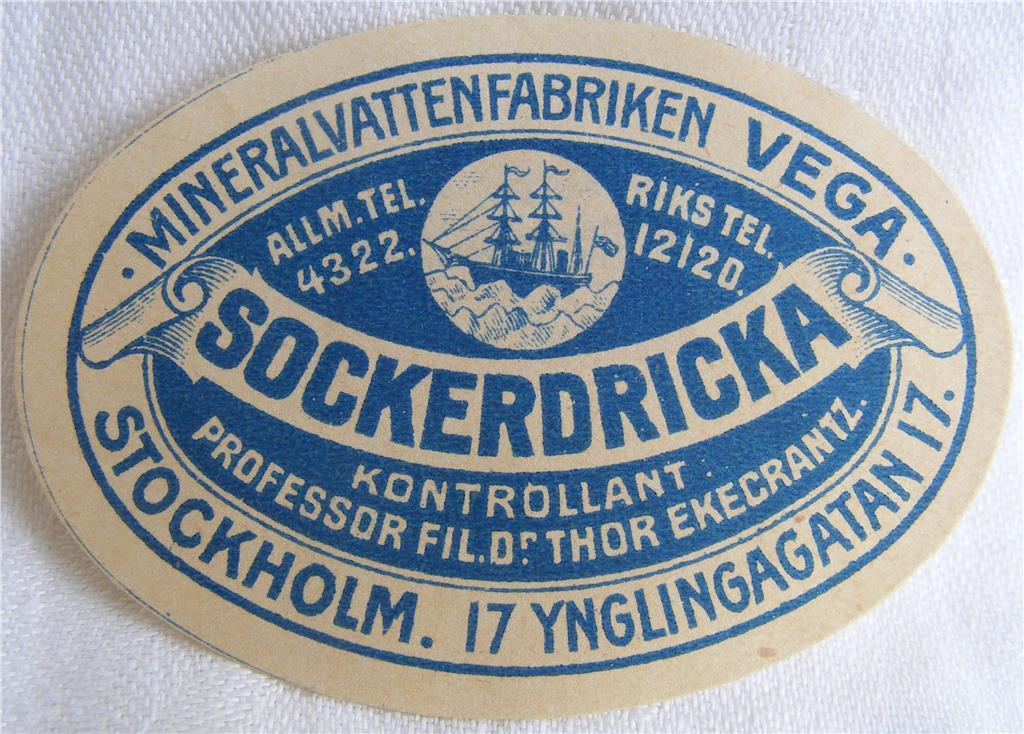 · MINERALVATTENFABRIKEN VEGA ·
ALLM. TEL. 4322.
RIKS TEL. 12120.
SOCKERDRICKA
KONTROLLANT :
PROFESSOR FIL. Dr THOR EKECRANTZ.
STOCKHOLM. 17 YNGLINGAGATAN 17.